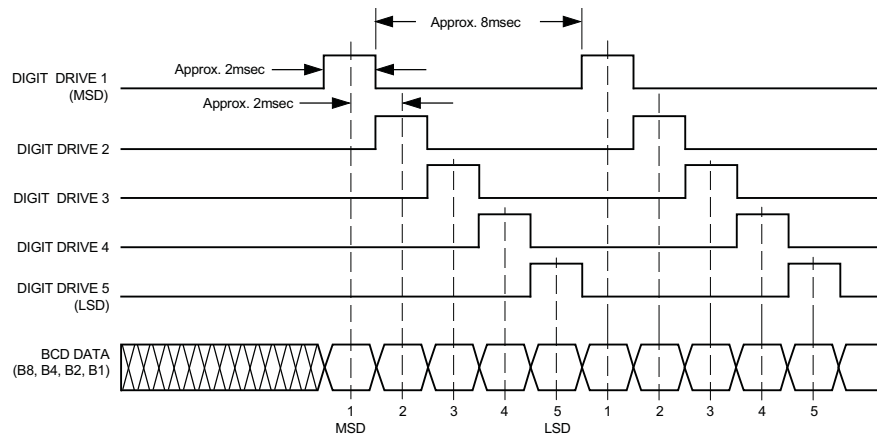 Approx. 8msec
Approx. 2msec
DIGIT DRIVE 1
(MSD)
Approx. 2msec
DIGIT DRIVE 2
DIGIT DRIVE 3
DIGIT DRIVE 4
DIGIT DRIVE 5
(LSD)
BCD DATA
(B8, B4, B2, B1)
1 2 3 4 5 1 2 3 4 5
MSD LSD